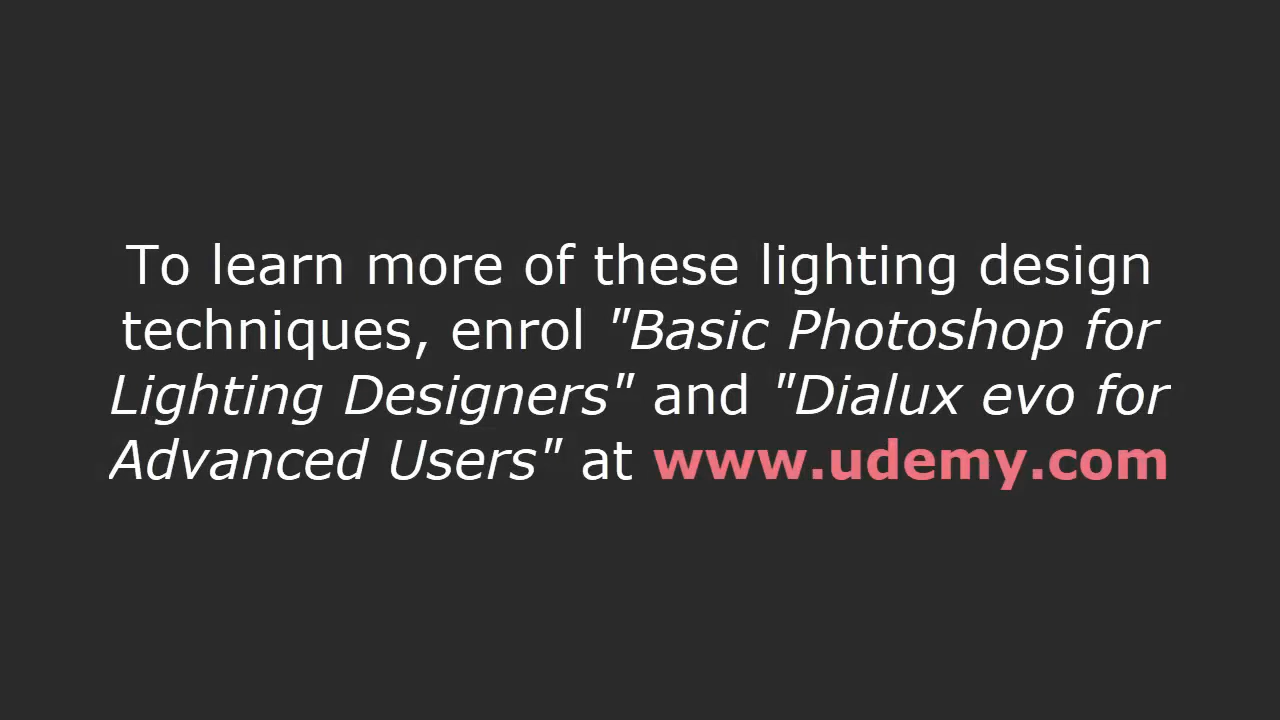 To learn more of these lighting design
techniques, enrol "Basic Photoshop for
Lighting Designers" and "Dialux evo for
Advanced Users" at www.udemy.com